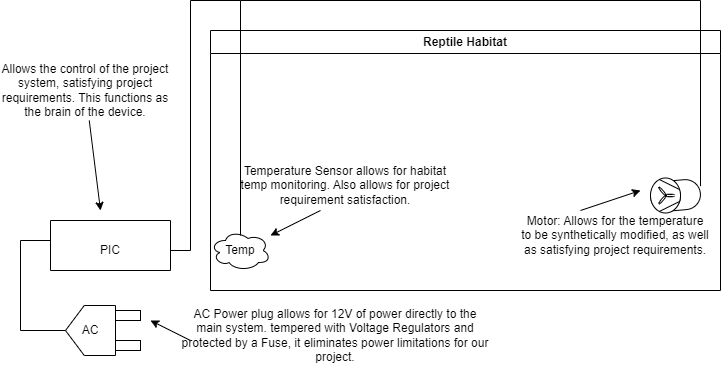 Reptile Habitat
Allows the control of the project
system, satisfying project
requirements. This functions as
the brain of the device.
Temperature Sensor allows for habitat
temp monitoring. Also allows for project
requirement satisfaction.
Motor: Allows for the temperature
to be synthetically modified, as well
as satisfying project requirements.
PIC
Temp
AC
AC Power plug allows for 12V of power directly to the
main system. tempered with Voltage Regulators and
protected by a Fuse, it eliminates power limitations for our
project.